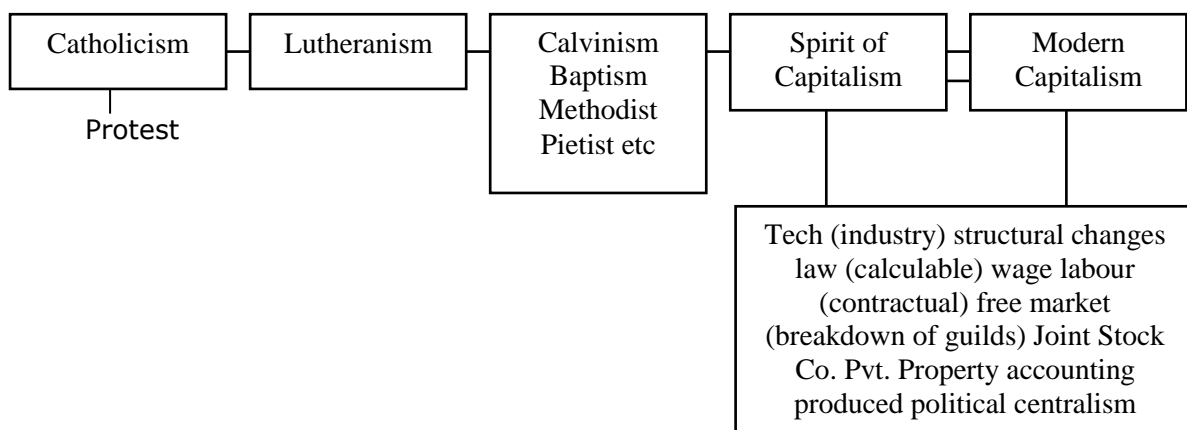 Catholicism
Protest
Lutheranism
Calvinism
Baptism
Methodist
Pietist etc
Spirit of
Capitalism
Modern
Capitalism
Tech (industry) structural changes
law (calculable) wage labour
(contractual) free market
(breakdown of guilds) Joint Stock
Co. Pvt. Property accounting
produced political centralism